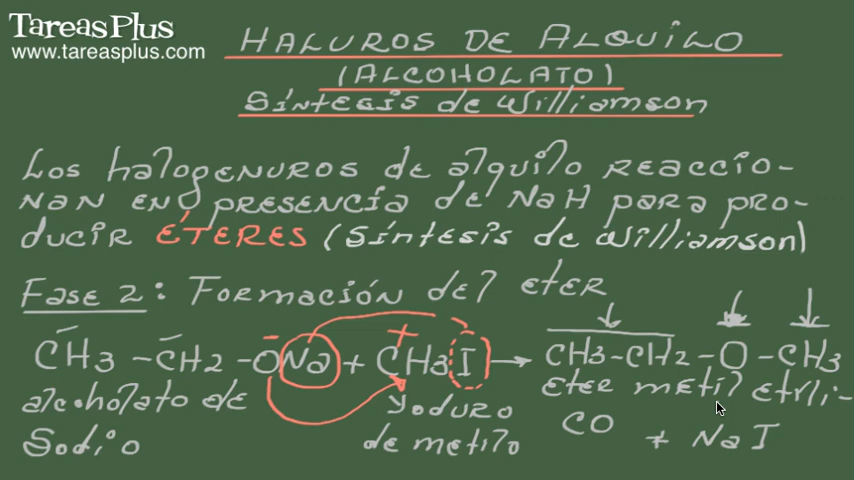 TareasPlus
www.tareasplus.com
HALUROS DE ALQUILO
(ALCOHOLATO)
Síntesis de Williamson
Los halogenuros de alquilo reaccio-
nan en presencia de NaH para pro-
ducir ÉTERES (Síntesis de Williamson)
Fase 2: Formación del eter
CH3 - CH2 - O Na + CH3 I → CH3 - CH2 - O - CH3
alcoholato de Sodio
yoduro de metilo
eter metil etrli-
co + NaI